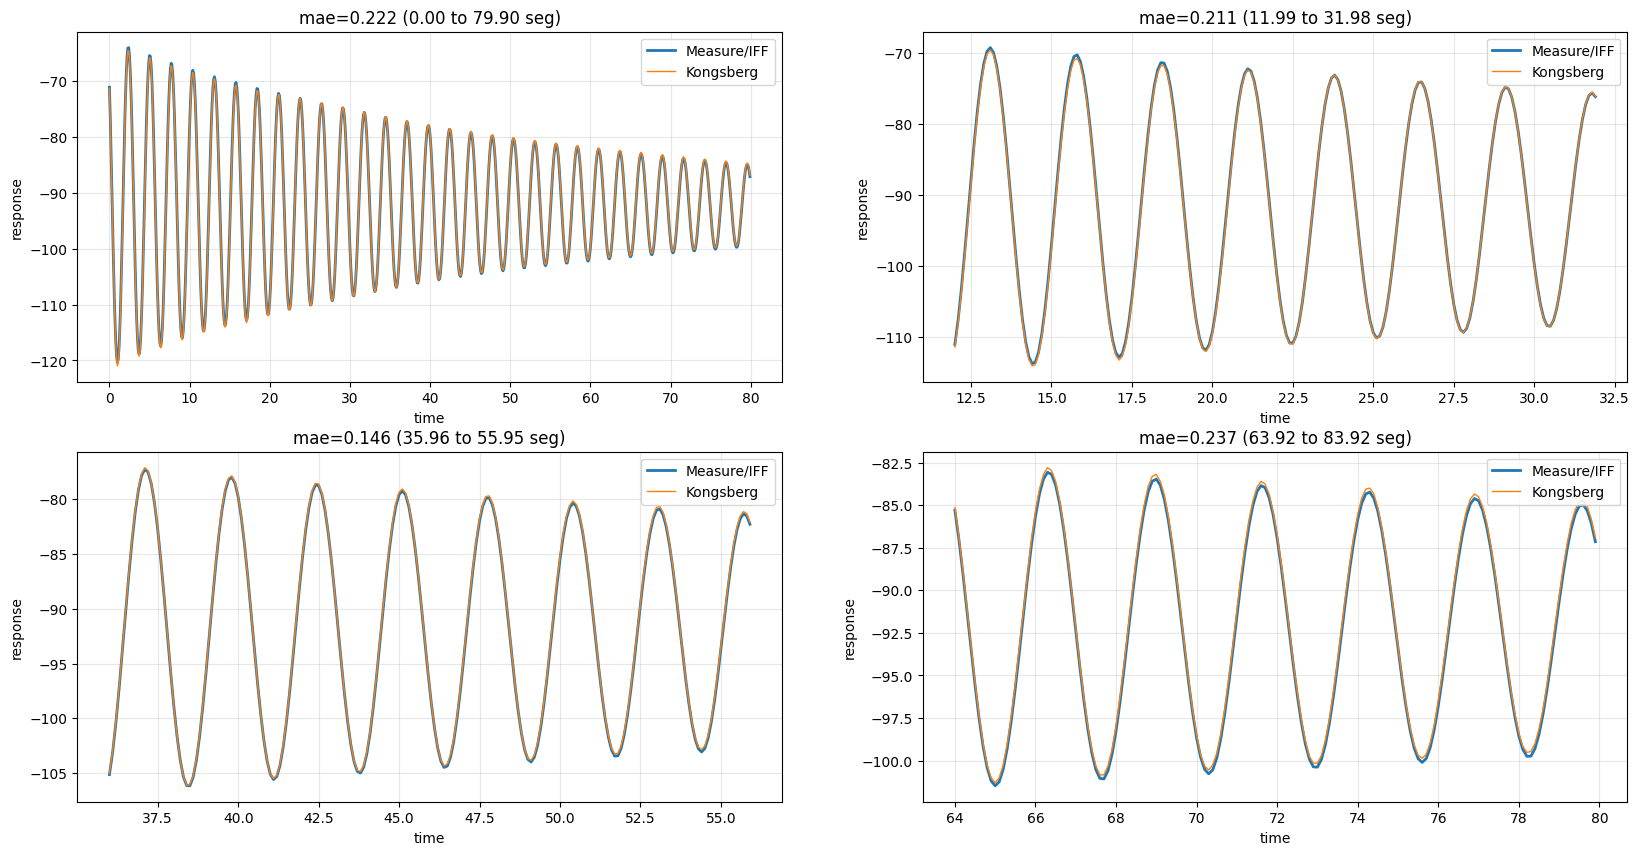 mae=0.222 (0.00 to 79.90 seg)
Measure/IFF
Kongsberg
response
−70
−80
−90
−100
−110
−120
0 10 20 30 40 50 60 70 80
time
mae=0.211 (11.99 to 31.98 seg)
Measure/IFF
Kongsberg
response
−70
−80
−90
−100
−110
12.5 15.0 17.5 20.0 22.5 25.0 27.5 30.0 32.5
time
mae=0.146 (35.96 to 55.95 seg)
Measure/IFF
Kongsberg
response
−80
−85
−90
−95
−100
−105
37.5 40.0 42.5 45.0 47.5 50.0 52.5 55.0
time
mae=0.237 (63.92 to 83.92 seg)
Measure/IFF
Kongsberg
response
−82.5
−85.0
−87.5
−90.0
−92.5
−95.0
−97.5
−100.0
64 66 68 70 72 74 76 78 80
time